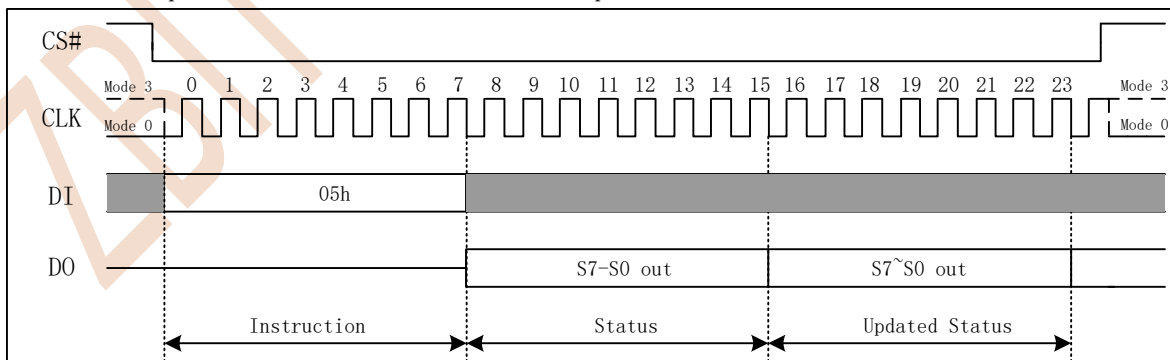 CS#
Mode 3 0 1 2 3 4 5 6 7 8 9 10 11 12 13 14 15 16 17 18 19 20 21 22 23 Mode 3
CLK
Mode 0 Mode 0
DI 05h
DO S7-S0 out S7~S0 out
Instruction Status Updated Status